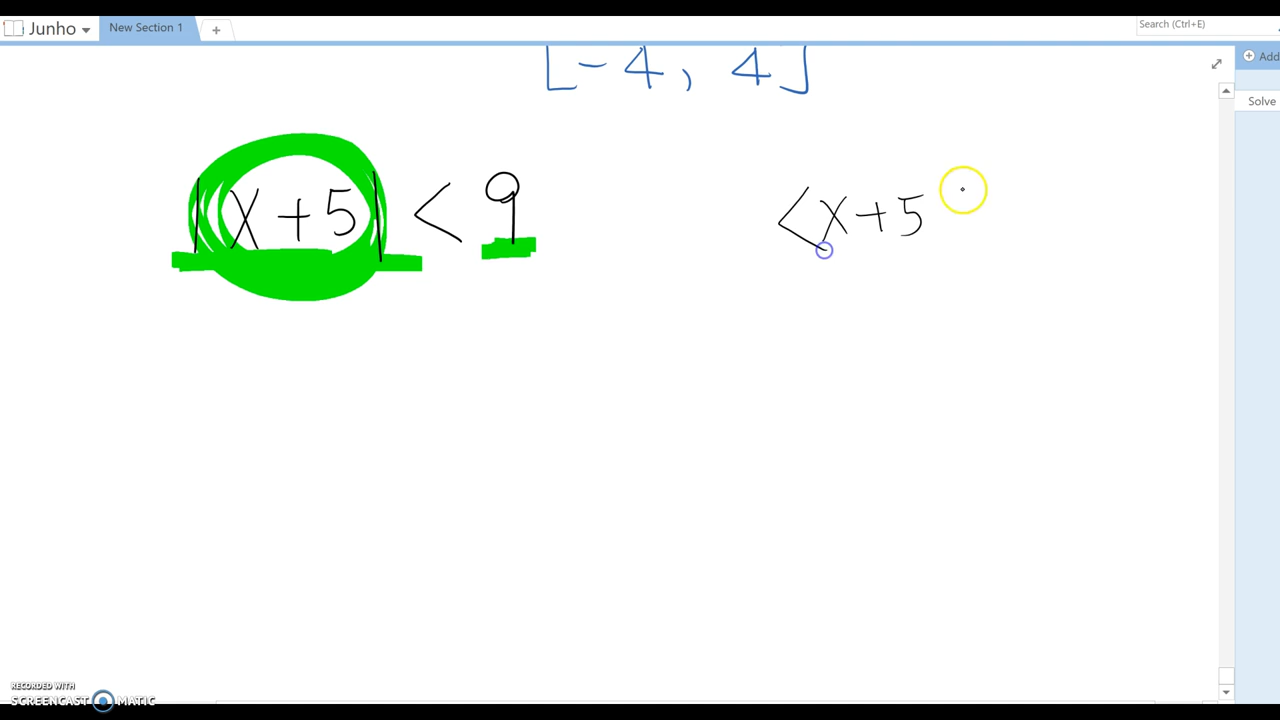 Junho
New Section 1
+
Search (Ctrl+E)
Add
Solve
[-4, 4]
|x+5| < 9
<x+5
RECORDED WITH
SCREENCAST MATIC